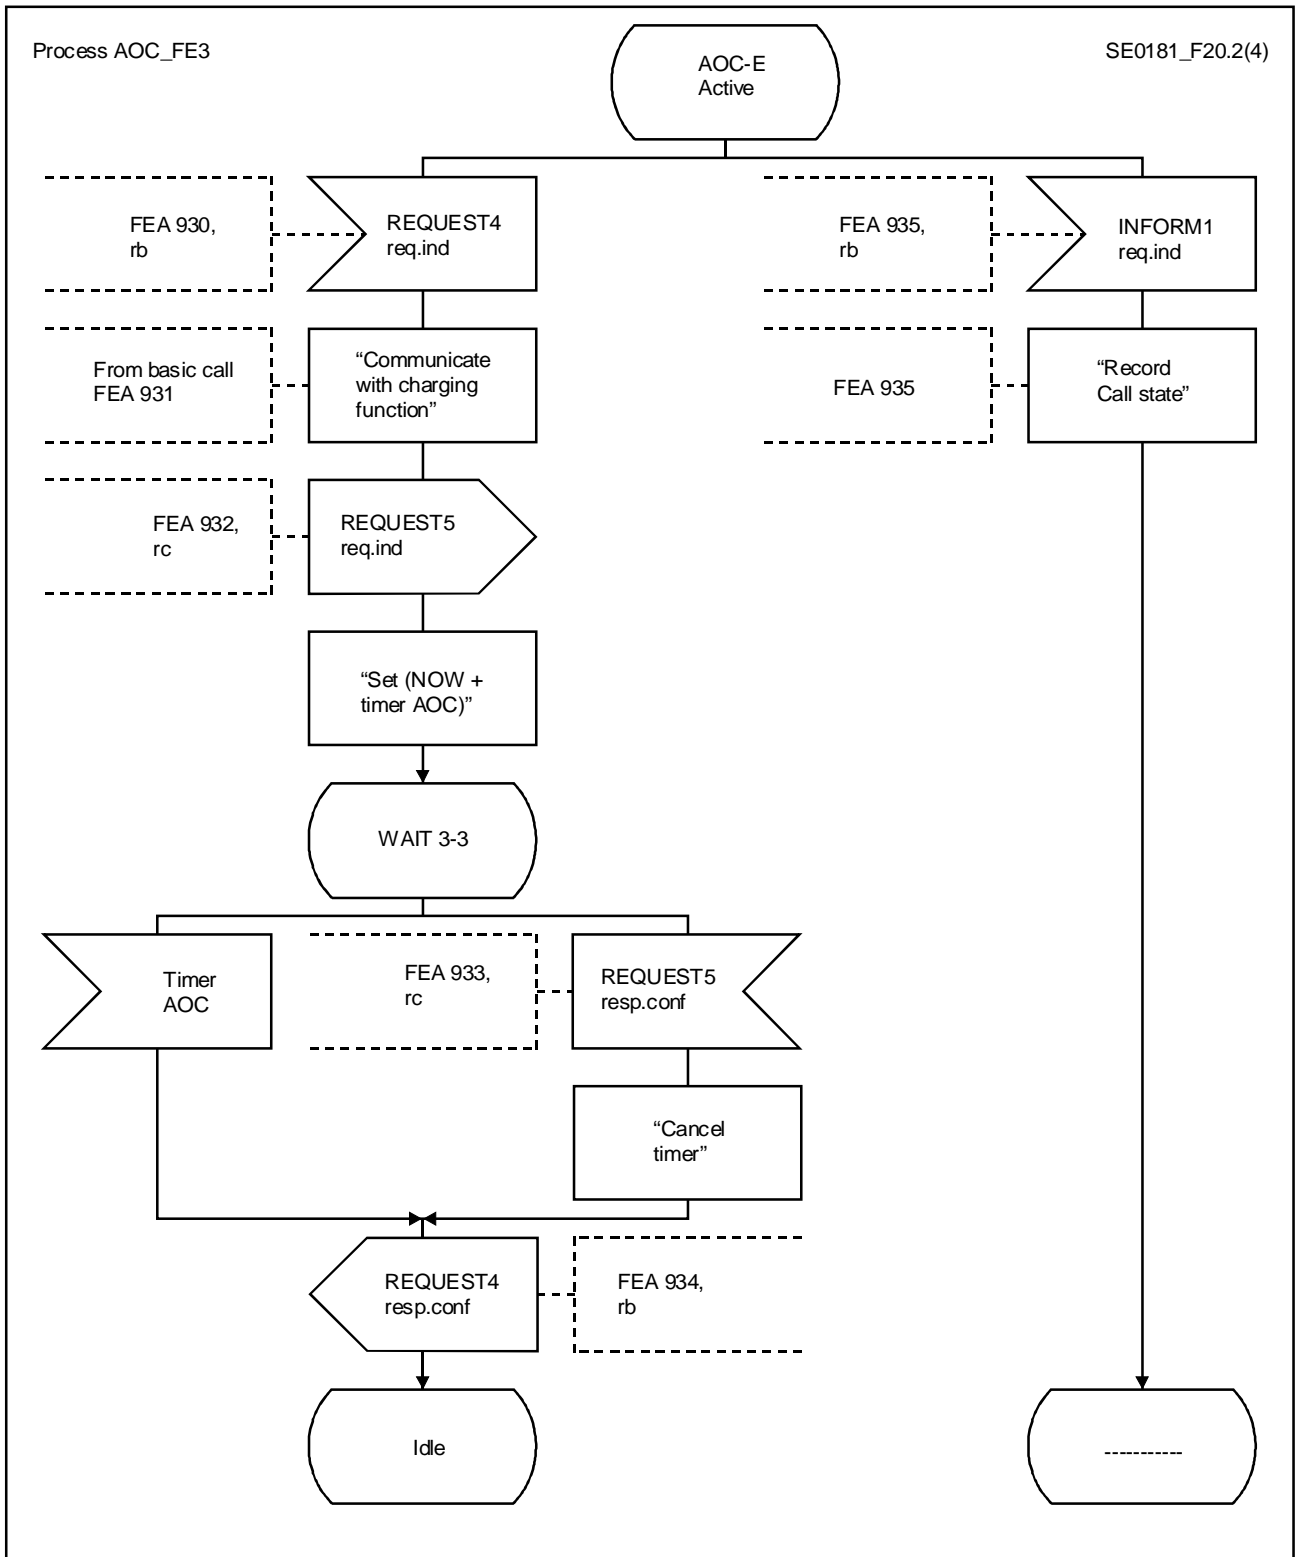 Process AOC_FE3
SE0181_F20.2(4)
AOC-E
Active
FEA 930,
rb
REQUEST4
req.ind
FEA 935,
rb
INFORM1
req.ind
From basic call
FEA 931
“Communicate
with charging
function”
FEA 935
“Record
Call state”
FEA 932,
rc
REQUEST5
req.ind
“Set (NOW +
timer AOC)”
WAIT 3-3
Timer
AOC
FEA 933,
rc
REQUEST5
resp.conf
“Cancel
timer”
REQUEST4
resp.conf
FEA 934,
rb
Idle
-----------